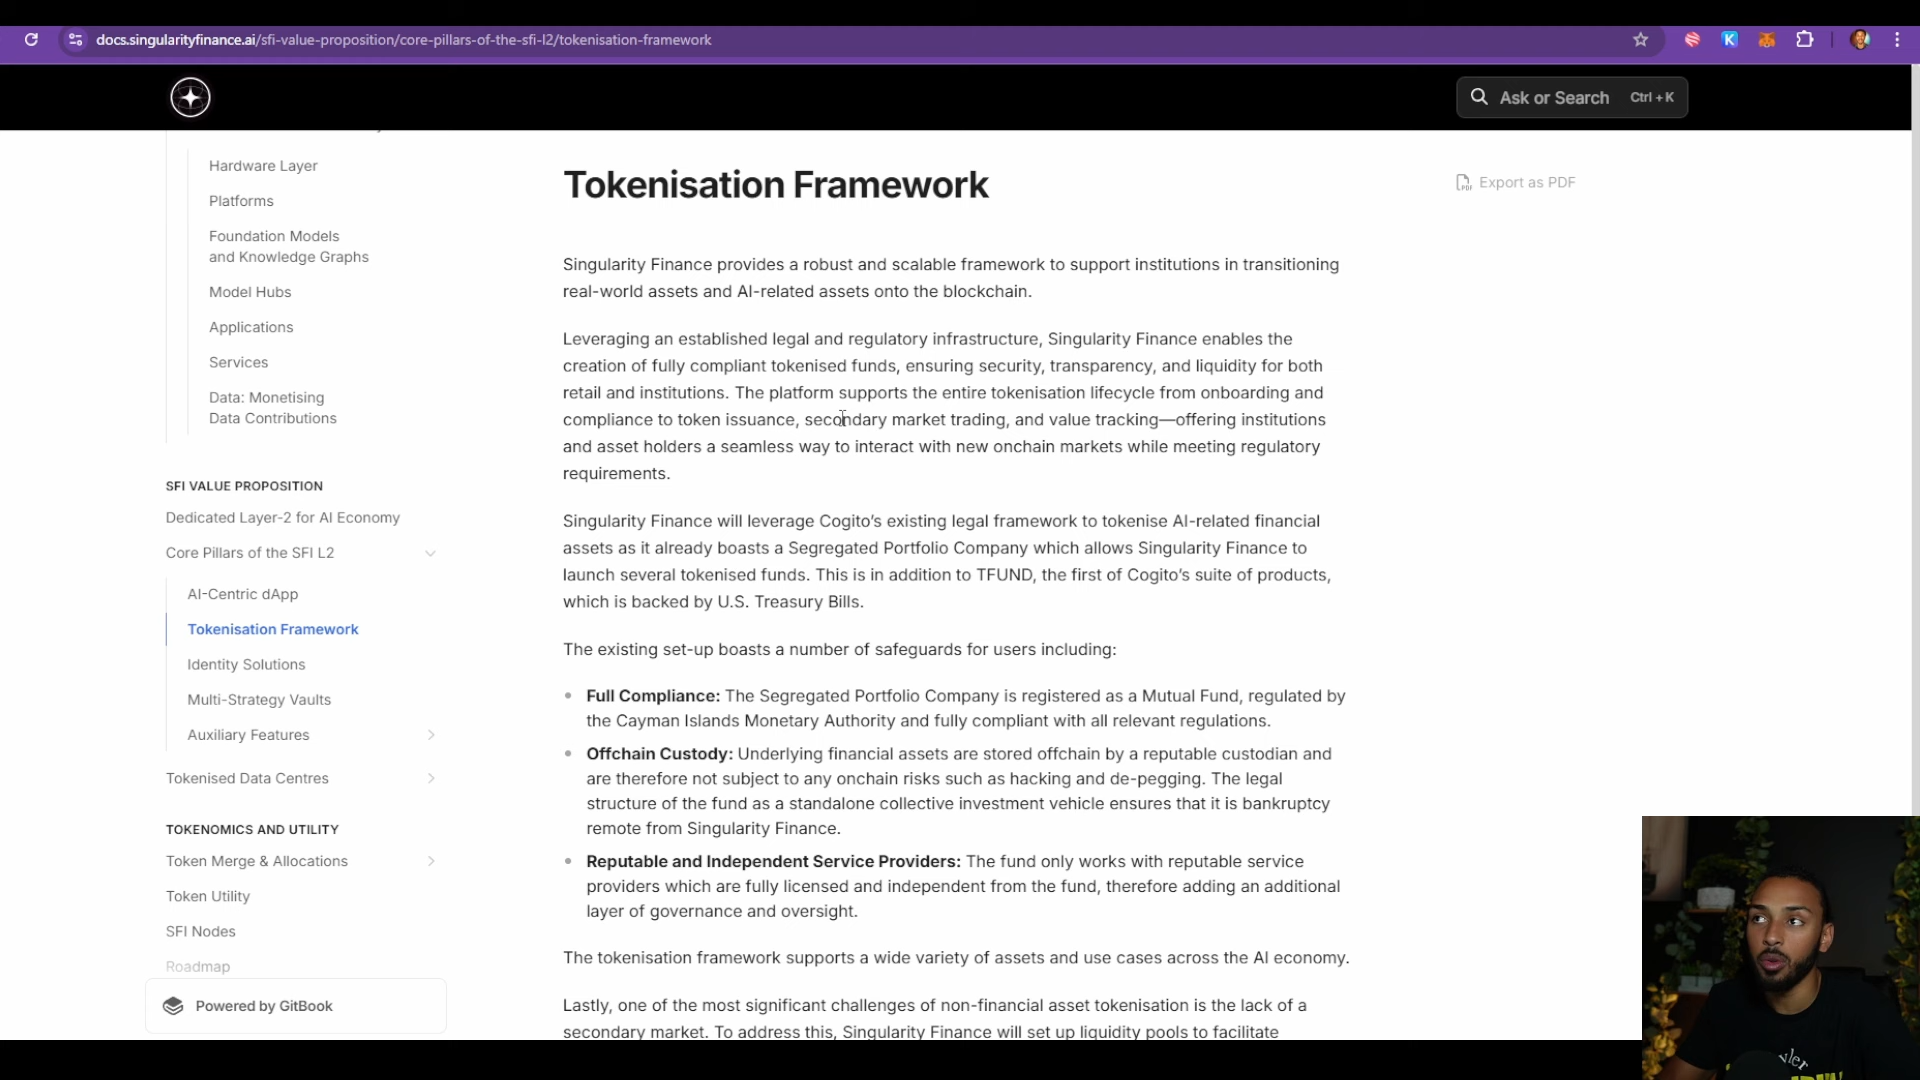 docs.singularityfinance.ai/sfi-value-proposition/core-pillars-of-the-sfi-l2/tokenisation-framework
K
Ask or Search Ctrl + K
Hardware Layer
Platforms
Foundation Models
and Knowledge Graphs
Model Hubs
Applications
Services
Data: Monetising
Data Contributions
SFI VALUE PROPOSITION
Dedicated Layer-2 for AI Economy
Core Pillars of the SFI L2
AI-Centric dApp
Tokenisation Framework
Identity Solutions
Multi-Strategy Vaults
Auxiliary Features
Tokenised Data Centres
TOKENOMICS AND UTILITY
Token Merge & Allocations
Token Utility
SFI Nodes
Roadmap
Powered by GitBook
Tokenisation Framework
Export as PDF
Singularity Finance provides a robust and scalable framework to support institutions in transitioning
real-world assets and AI-related assets onto the blockchain.
Leveraging an established legal and regulatory infrastructure, Singularity Finance enables the
creation of fully compliant tokenised funds, ensuring security, transparency, and liquidity for both
retail and institutions. The platform supports the entire tokenisation lifecycle from onboarding and
compliance to token issuance, secondary market trading, and value tracking—offering institutions
and asset holders a seamless way to interact with new onchain markets while meeting regulatory
requirements.
Singularity Finance will leverage Cogito’s existing legal framework to tokenise AI-related financial
assets as it already boasts a Segregated Portfolio Company which allows Singularity Finance to
launch several tokenised funds. This is in addition to TFUND, the first of Cogito’s suite of products,
which is backed by U.S. Treasury Bills.
The existing set-up boasts a number of safeguards for users including:
• Full Compliance: The Segregated Portfolio Company is registered as a Mutual Fund, regulated by
the Cayman Islands Monetary Authority and fully compliant with all relevant regulations.
• Offchain Custody: Underlying financial assets are stored offchain by a reputable custodian and
are therefore not subject to any onchain risks such as hacking and de-pegging. The legal
structure of the fund as a standalone collective investment vehicle ensures that it is bankruptcy
remote from Singularity Finance.
• Reputable and Independent Service Providers: The fund only works with reputable service
providers which are fully licensed and independent from the fund, therefore adding an additional
layer of governance and oversight.
The tokenisation framework supports a wide variety of assets and use cases across the AI economy.
Lastly, one of the most significant challenges of non-financial asset tokenisation is the lack of a
secondary market. To address this, Singularity Finance will set up liquidity pools to facilitate